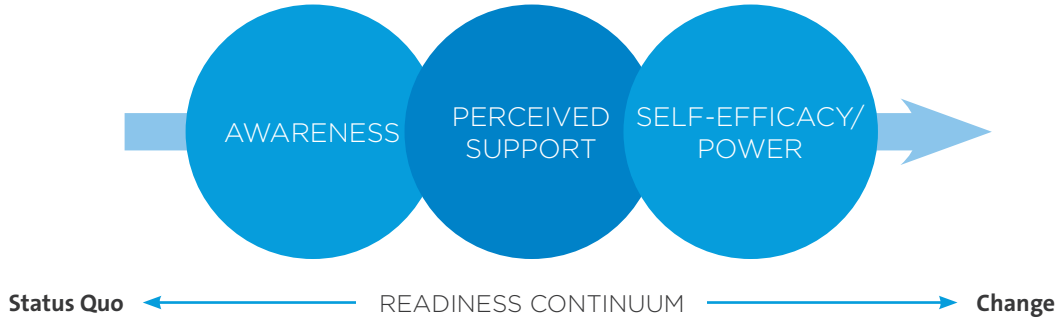 AWARENESS
PERCEIVED
SUPPORT
SELF-EFFICACY/
POWER
Status Quo
READINESS CONTINUUM
Change